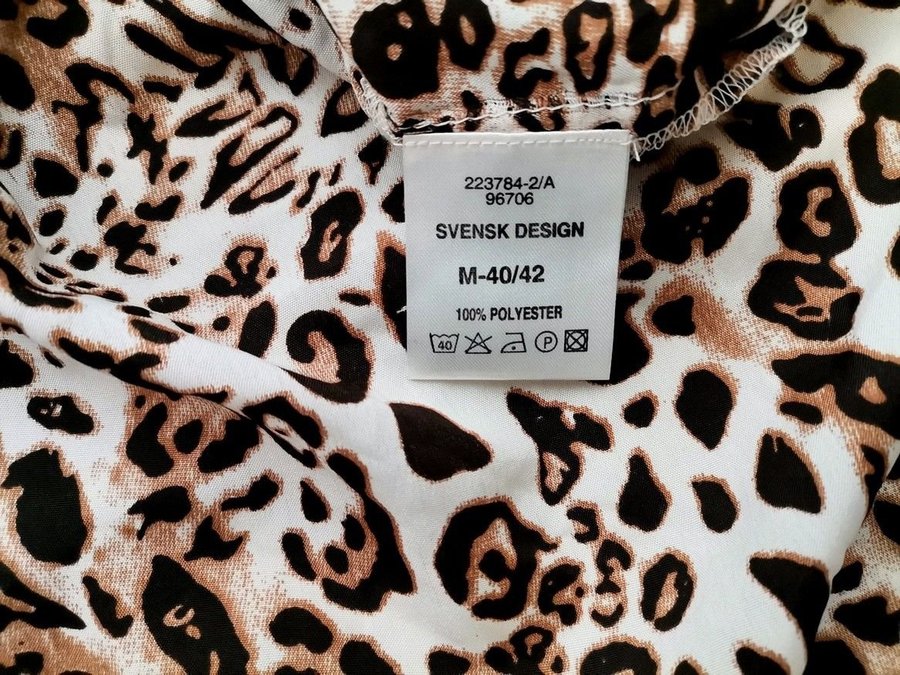 223784-2/A
96706
SVENSK DESIGN
M-40/42
100% POLYESTER
40 P